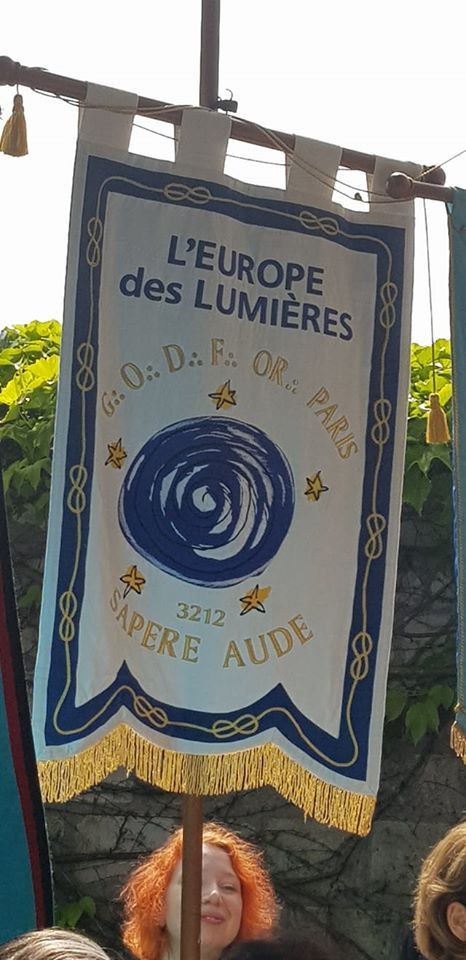 L'EUROPE
des LUMIÈRES
G∴ O∴ D∴ F∴ OR∴ PARIS
3212
SAPERE AUDE